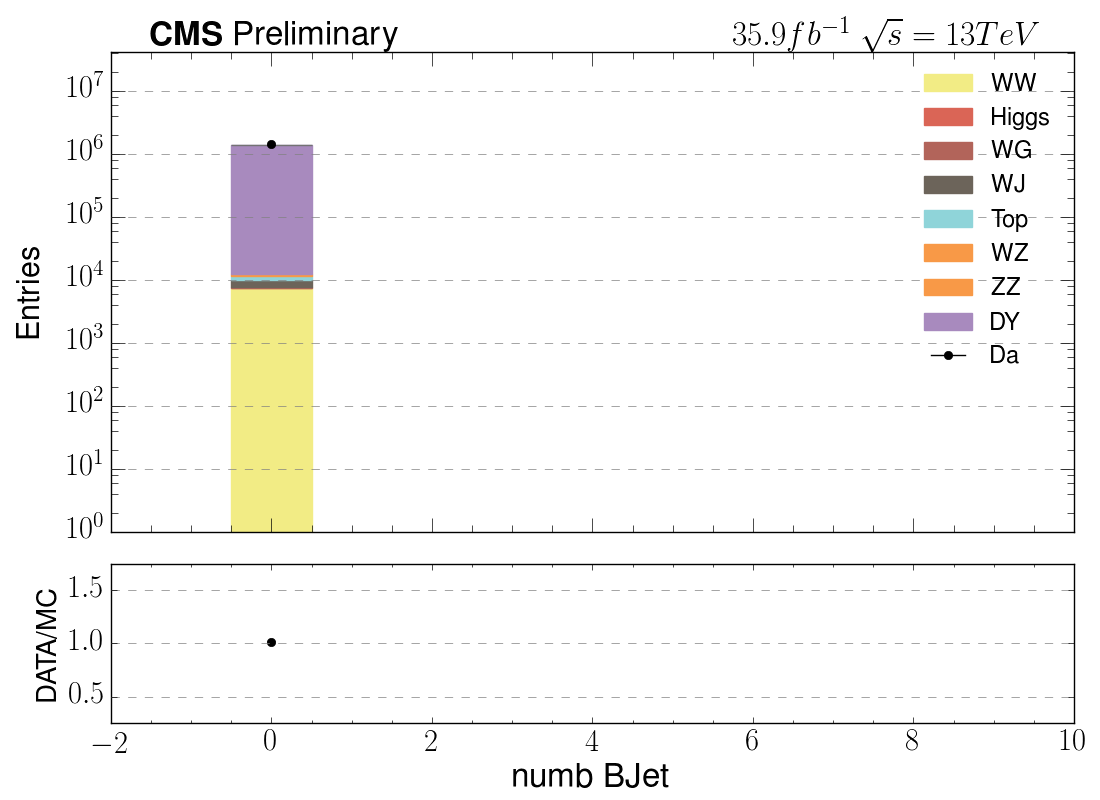 CMS Preliminary
35.9fb⁻¹ √s = 13TeV
Entries
10⁷
10⁶
10⁵
10⁴
10³
10²
10¹
10⁰
WW
Higgs
WG
WJ
Top
WZ
ZZ
DY
Da
DATA/MC
1.5
1.0
0.5
−2 0 2 4 6 8 10
numb BJet